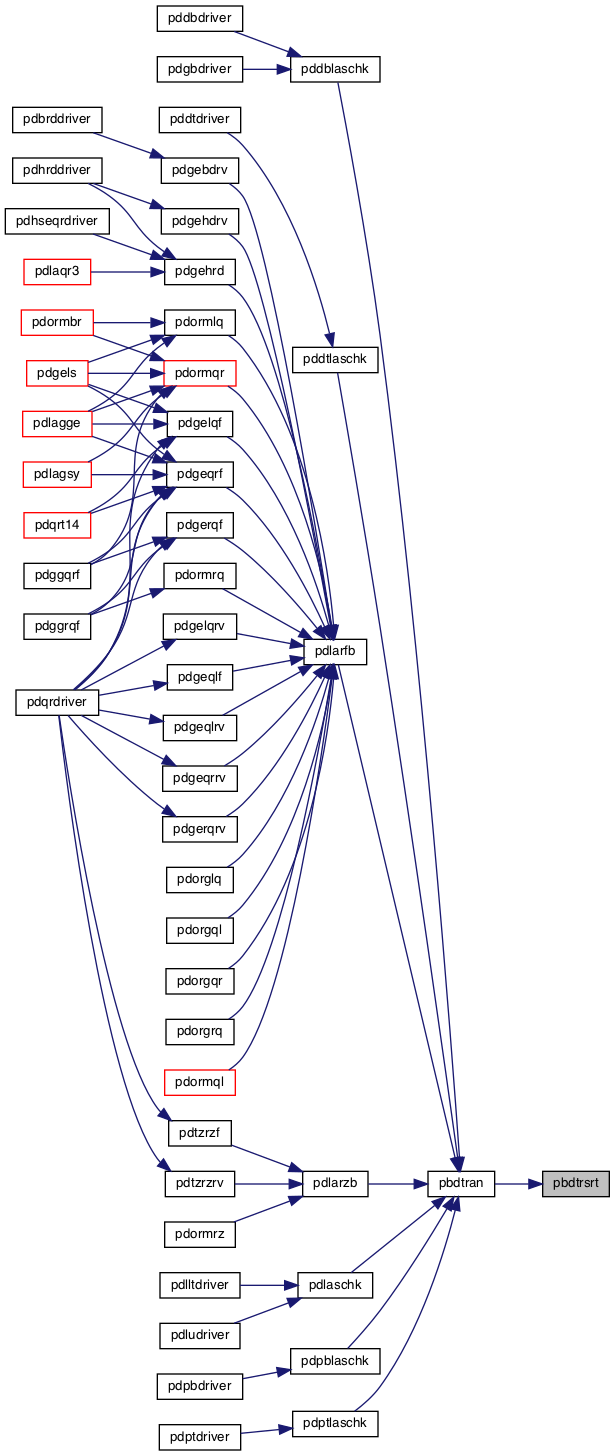 pddbdriver
pdgbdriver
pddblaschk
pdbrddriver
pddtdriver
pdhrddriver
pdgebdrv
pdhseqrdriver
pdgehdrv
pdlaqr3
pdgehrd
pdormbr
pdormlq
pddtlaschk
pdgels
pdormqr
pdlagge
pdgelqf
pdlagsy
pdgeqrf
pdqrt14
pdgerqf
pdggqrf
pdormrq
pdggrqf
pdgelqrv
pdlarfb
pdgeqlf
pdqrdriver
pdgeqlrv
pdgeqrrv
pdgerqrv
pdorglq
pdorgql
pdorgqr
pdorgrq
pdormql
pdtzrzf
pdtzrzrv
pdlarzb
pbdtran
pbdtrsrt
pdormrz
pdltdriver
pdlaschk
pdludriver
pdpblaschk
pdpbdriver
pdptlaschk
pdptdriver